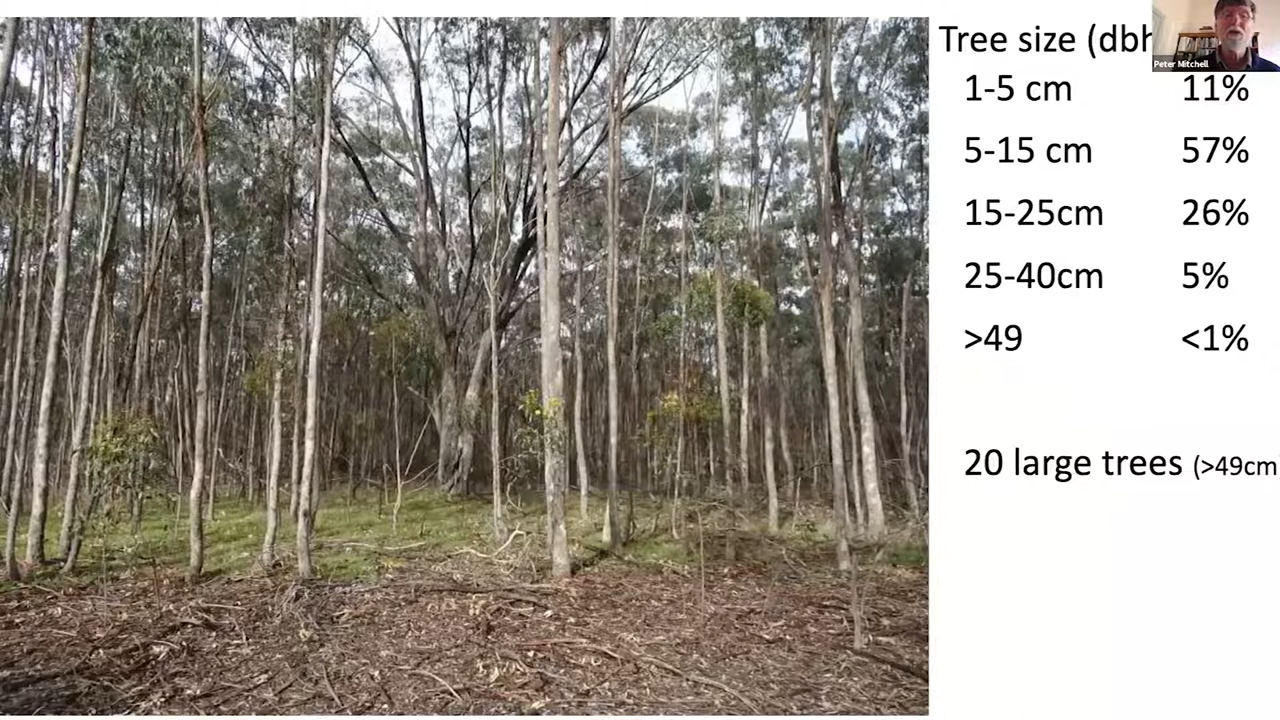 Tree size (dbh
Peter Mitchell
1-5 cm 11%
5-15 cm 57%
15-25cm 26%
25-40cm 5%
>49 <1%
20 large trees (>49cm